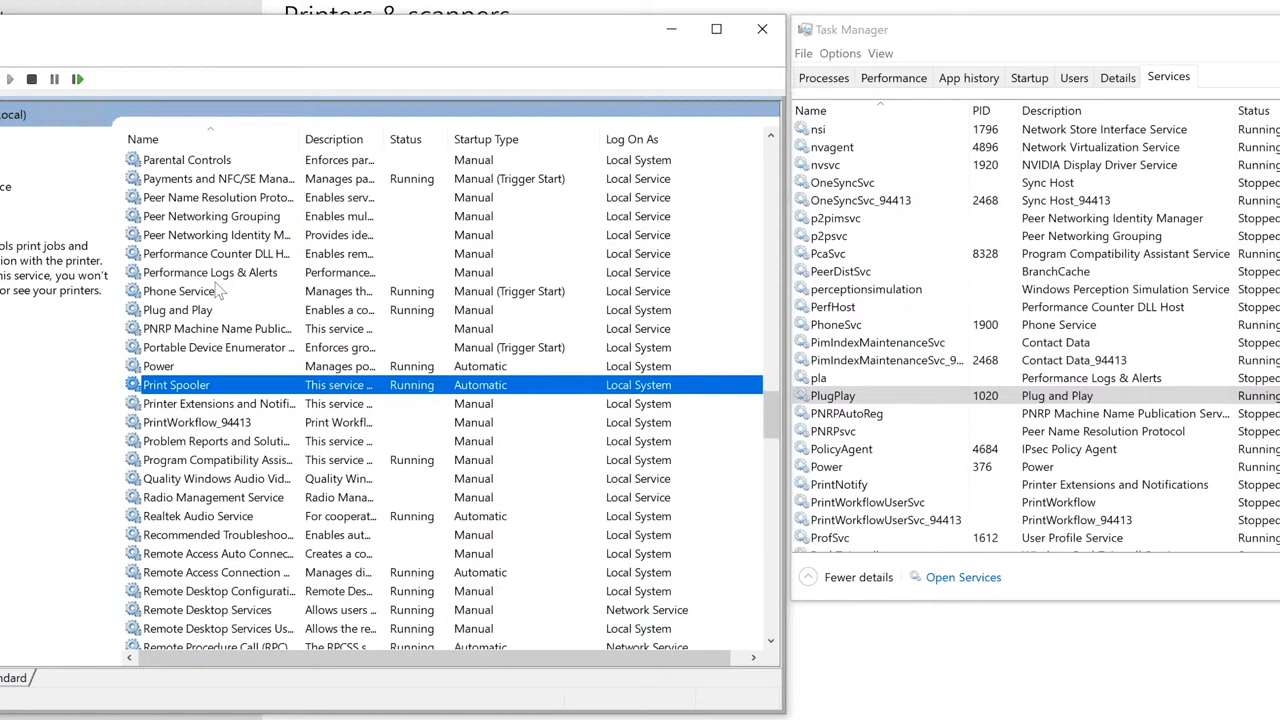 Printers & scanners
ocal)
ce
ols print jobs and
ion with the printer.
his service, you won't
or see your printers.
Name Description Status Startup Type Log On As
Parental Controls Enforces par... Manual Local System
Payments and NFC/SE Mana... Manages pa... Running Manual (Trigger Start) Local Service
Peer Name Resolution Proto... Enables serv... Manual Local Service
Peer Networking Grouping Enables mul... Manual Local Service
Peer Networking Identity M... Provides ide... Manual Local Service
Performance Counter DLL H... Enables rem... Manual Local Service
Performance Logs & Alerts Performance... Manual Local Service
Phone Service Manages th... Running Manual (Trigger Start) Local Service
Plug and Play Enables a co... Running Manual Local System
PNRP Machine Name Public... This service ... Manual Local Service
Portable Device Enumerator ... Enforces gro... Manual (Trigger Start) Local System
Power Manages po... Running Automatic Local System
Print Spooler This service ... Running Automatic Local System
Printer Extensions and Notifi... This service ... Manual Local System
PrintWorkflow_94413 Print Workfl... Manual Local System
Problem Reports and Soluti... This service ... Manual Local System
Program Compatibility Assis... This service ... Running Manual Local System
Quality Windows Audio Vid... Quality Win... Manual Local Service
Radio Management Service Radio Mana... Manual Local Service
Realtek Audio Service For cooperat... Running Automatic Local System
Recommended Troubleshoo... Enables aut... Manual Local System
Remote Access Auto Connec... Creates a co... Manual Local System
Remote Access Connection ... Manages di... Running Automatic Local System
Remote Desktop Configurati... Remote Des... Running Manual Local System
Remote Desktop Services Allows users ... Running Manual Network Service
Remote Desktop Services Us... Allows the re... Running Manual Local System
Remote Procedure Call (RPC) The RPCSS s... Running Automatic Network Service
ndard
Task Manager
File Options View
Processes Performance App history Startup Users Details Services
Name PID Description Status
nsi 1796 Network Store Interface Service Running
nvagent 4896 Network Virtualization Service Running
nvsvc 1920 NVIDIA Display Driver Service Running
OneSyncSvc Sync Host Stopped
OneSyncSvc_94413 2468 Sync Host_94413 Running
p2pimsvc Peer Networking Identity Manager Stopped
p2psvc Peer Networking Grouping Stopped
PcaSvc 8328 Program Compatibility Assistant Service Running
PeerDistSvc BranchCache Stopped
perceptionsimulation Windows Perception Simulation Service Stopped
PerfHost Performance Counter DLL Host Stopped
PhoneSvc 1900 Phone Service Running
PimIndexMaintenanceSvc Contact Data Stopped
PimIndexMaintenanceSvc_9... 2468 Contact Data_94413 Running
pla Performance Logs & Alerts Stopped
PlugPlay 1020 Plug and Play Running
PNRPAutoReg PNRP Machine Name Publication Serv... Stopped
PNRPsvc Peer Name Resolution Protocol Stopped
PolicyAgent 4684 IPsec Policy Agent Running
Power 376 Power Running
PrintNotify Printer Extensions and Notifications Stopped
PrintWorkflowUserSvc PrintWorkflow Stopped
PrintWorkflowUserSvc_94413 PrintWorkflow_94413 Stopped
ProfSvc 1612 User Profile Service Running
Fewer details Open Services